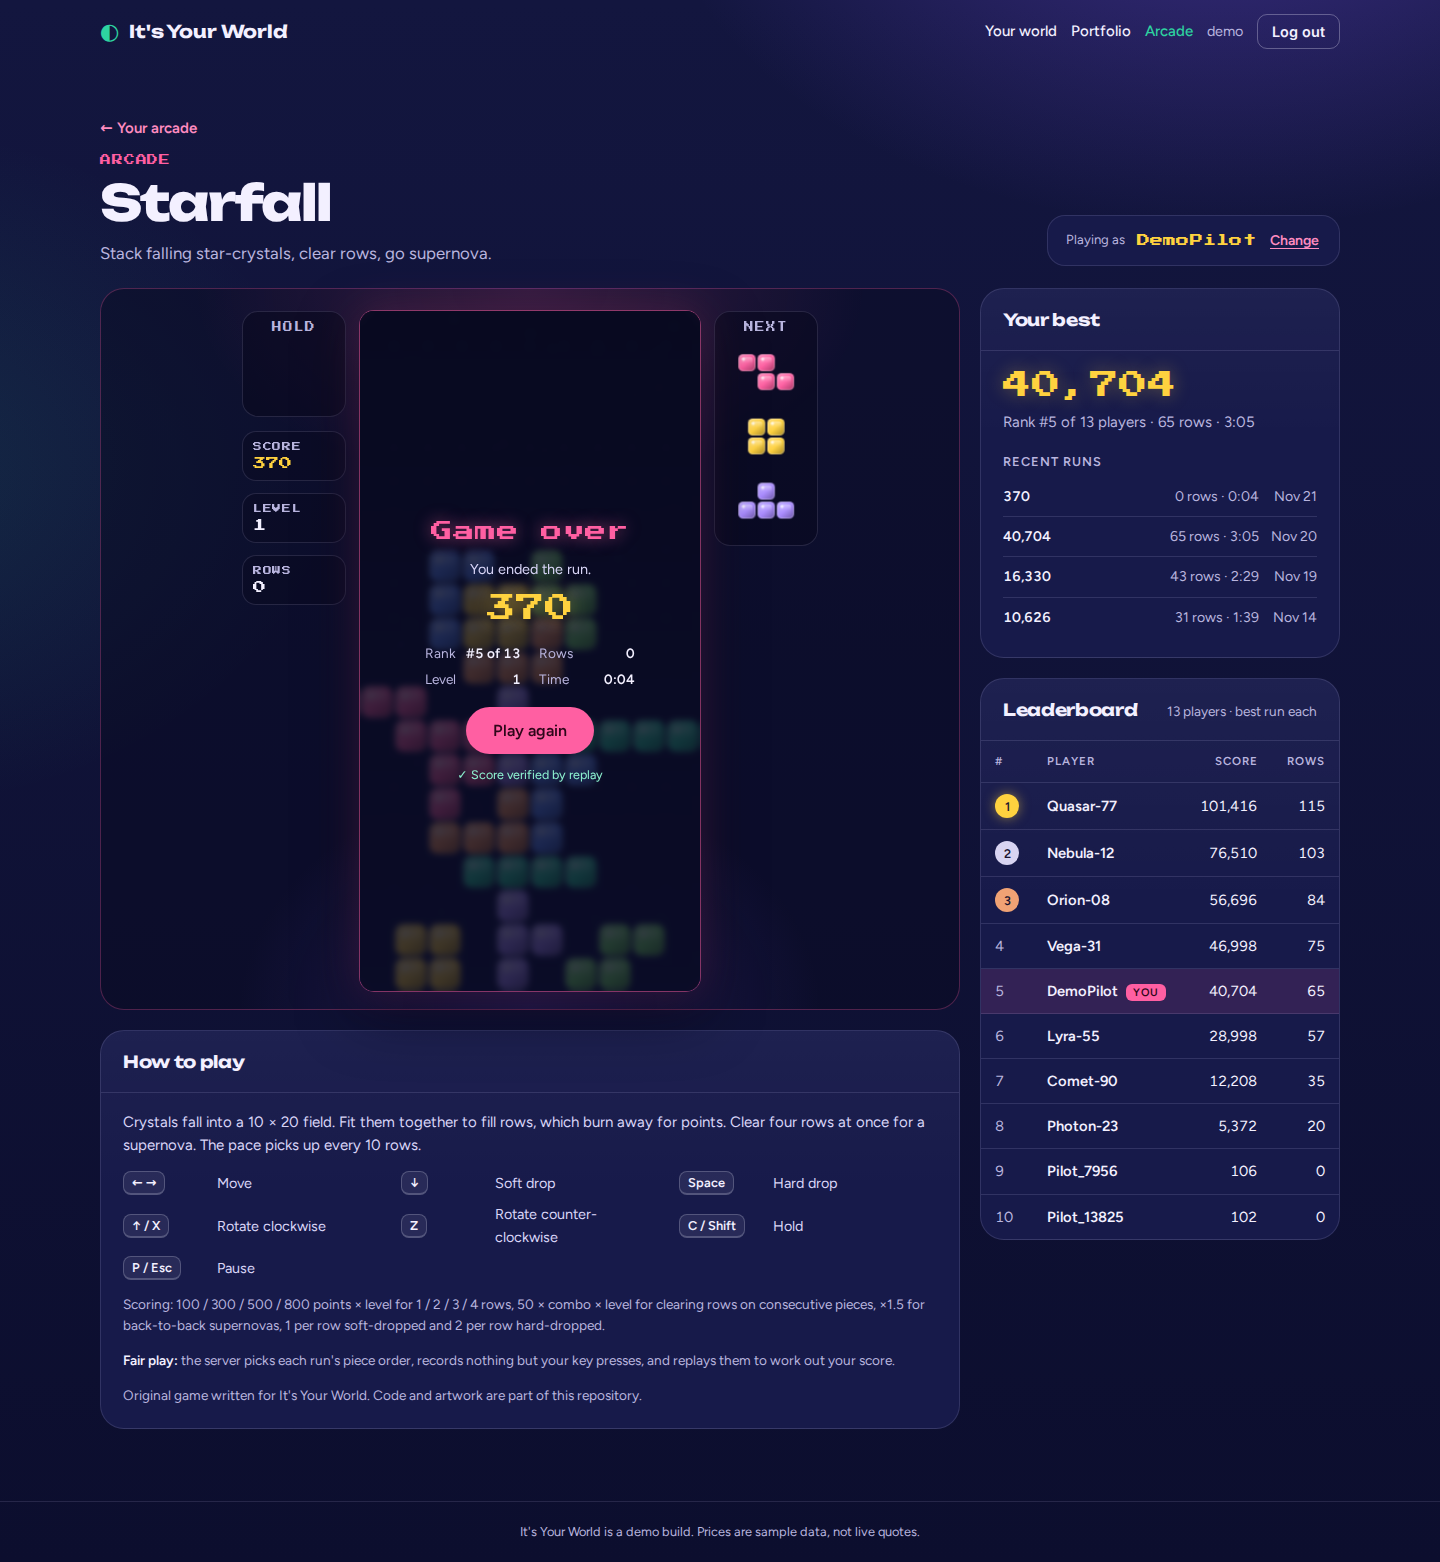 It's Your World
Your world Portfolio Arcade demo Log out
← Your arcade
ARCADE
Starfall
Stack falling star-crystals, clear rows, go supernova.
Playing as DemoPilot Change
HOLD
SCORE
370
LEVEL
1
ROWS
0
NEXT
Game over
You ended the run.
370
Rank #5 of 13 Rows 0
Level 1 Time 0:04
Play again
✓ Score verified by replay
Your best
40,704
Rank #5 of 13 players · 65 rows · 3:05
RECENT RUNS
370 0 rows · 0:04 Nov 21
40,704 65 rows · 3:05 Nov 20
16,330 43 rows · 2:29 Nov 19
10,626 31 rows · 1:39 Nov 14
Leaderboard 13 players · best run each
# PLAYER SCORE ROWS
1 Quasar-77 101,416 115
2 Nebula-12 76,510 103
3 Orion-08 56,696 84
4 Vega-31 46,998 75
5 DemoPilot YOU 40,704 65
6 Lyra-55 28,998 57
7 Comet-90 12,208 35
8 Photon-23 5,372 20
9 Pilot_7956 106 0
10 Pilot_13825 102 0
How to play
Crystals fall into a 10 × 20 field. Fit them together to fill rows, which burn away for points. Clear four rows at once for a
supernova. The pace picks up every 10 rows.
← → Move ↓ Soft drop Space Hard drop
↑ / X Rotate clockwise Z Rotate counter-
clockwise C / Shift Hold
P / Esc Pause
Scoring: 100 / 300 / 500 / 800 points × level for 1 / 2 / 3 / 4 rows, 50 × combo × level for clearing rows on consecutive pieces, ×1.5 for
back-to-back supernovas, 1 per row soft-dropped and 2 per row hard-dropped.
Fair play: the server picks each run's piece order, records nothing but your key presses, and replays them to work out your score.
Original game written for It's Your World. Code and artwork are part of this repository.
It's Your World is a demo build. Prices are sample data, not live quotes.